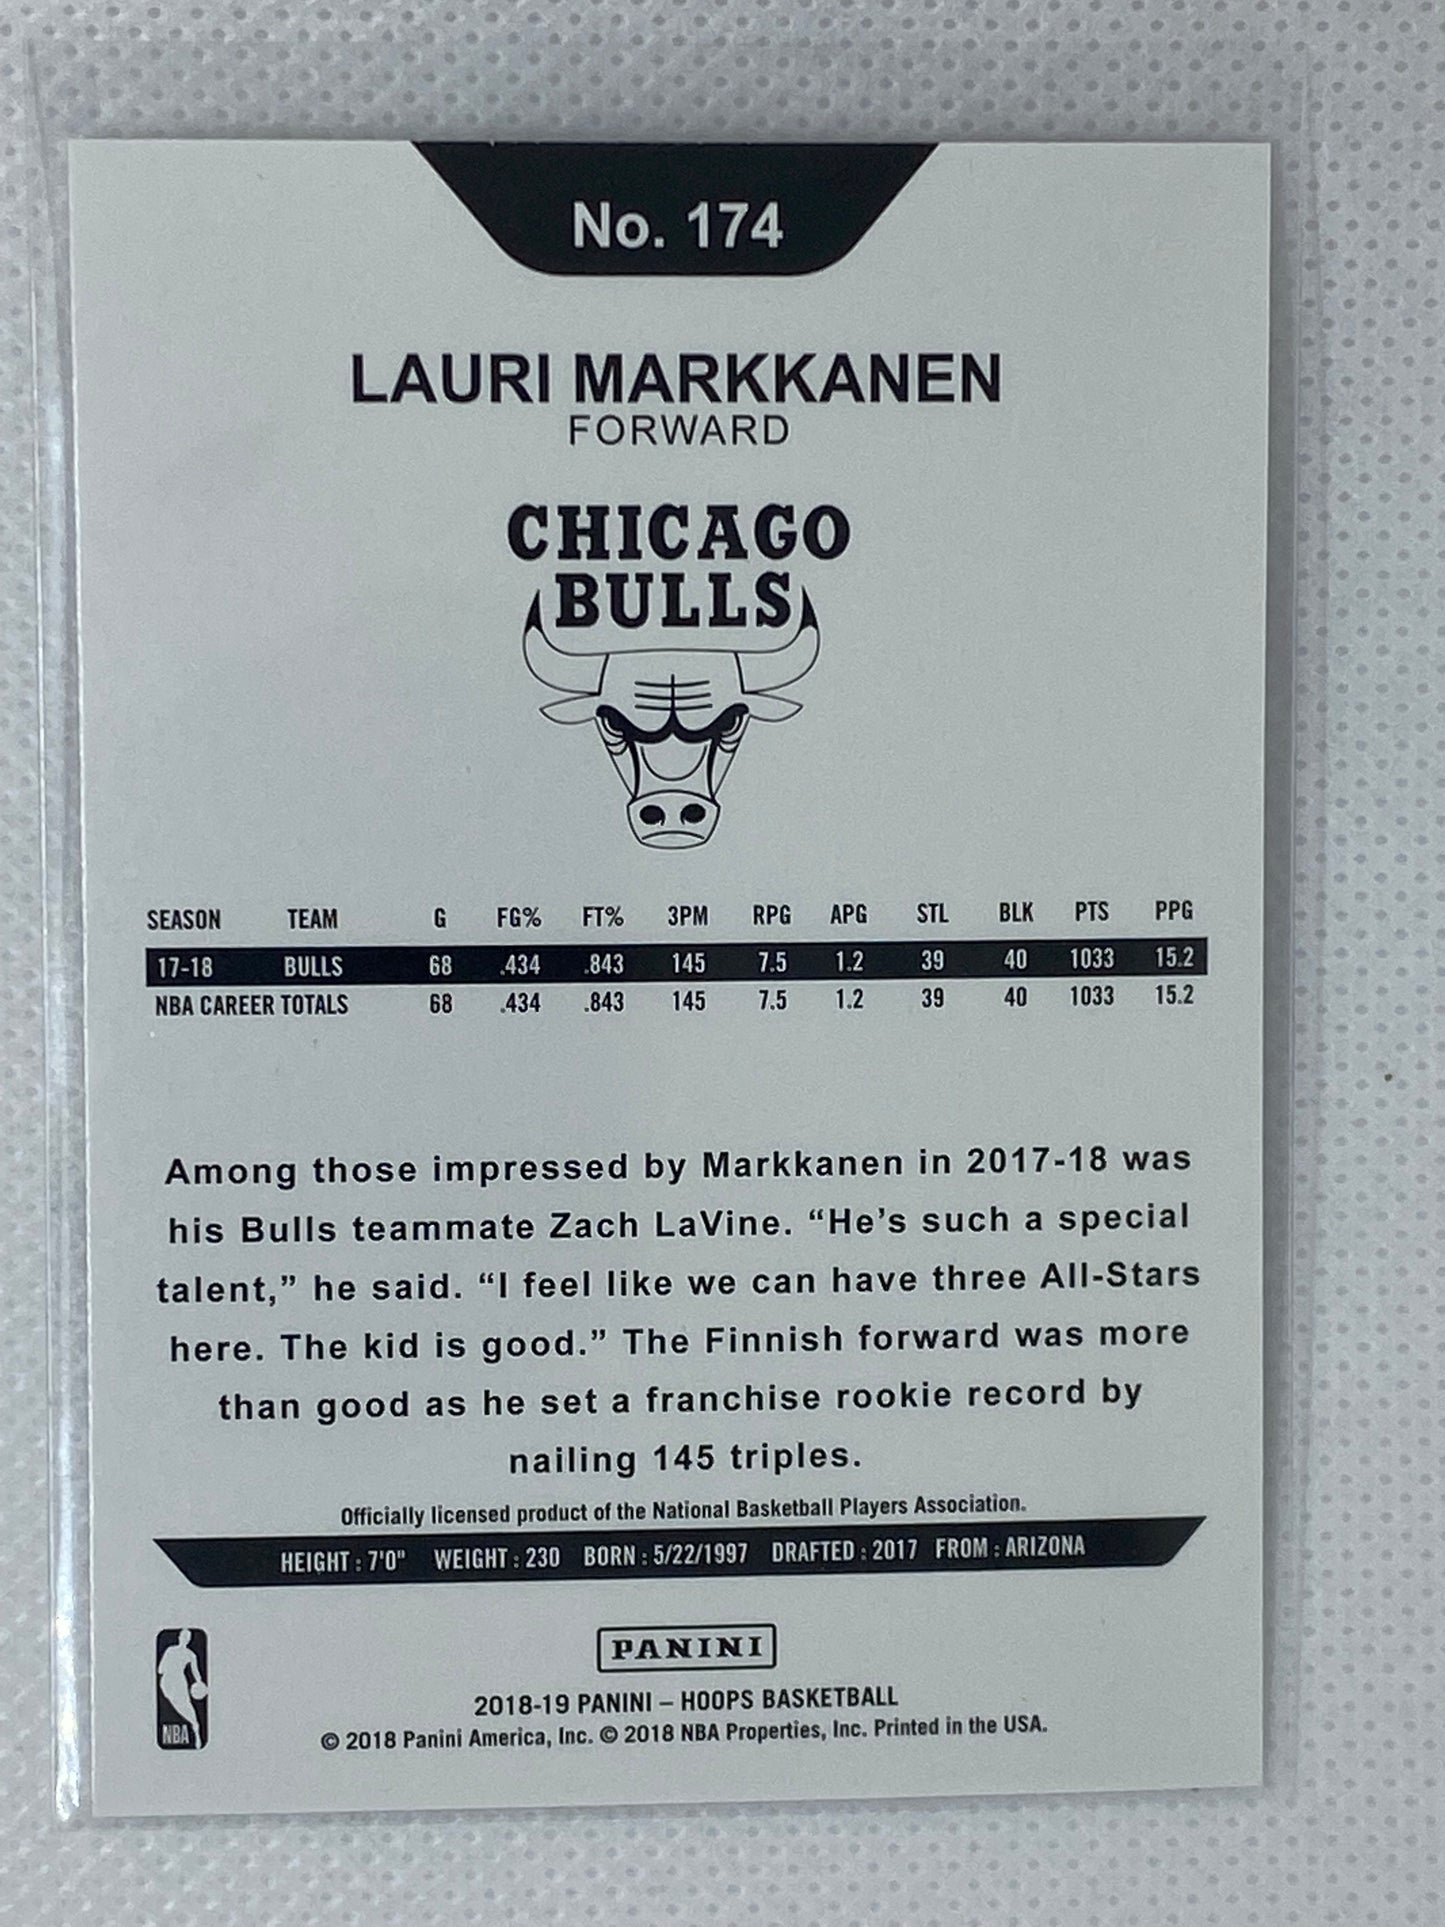 No. 174
LAURI MARKKANEN
FORWARD
CHICAGO
BULLS
SEASON TEAM G FG% FT% 3PM RPG APG STL BLK PTS PPG
17-18 BULLS 68 .434 .843 145 7.5 1.2 39 40 1033 15.2
NBA CAREER TOTALS 68 .434 .843 145 7.5 1.2 39 40 1033 15.2
Among those impressed by Markkanen in 2017-18 was
his Bulls teammate Zach LaVine. “He’s such a special
talent,” he said. “I feel like we can have three All-Stars
here. The kid is good.” The Finnish forward was more
than good as he set a franchise rookie record by
nailing 145 triples.
Officially licensed product of the National Basketball Players Association.
HEIGHT : 7'0" WEIGHT : 230 BORN : 5/22/1997 DRAFTED : 2017 FROM : ARIZONA
NBA
PANINI
2018-19 PANINI – HOOPS BASKETBALL
© 2018 Panini America, Inc. © 2018 NBA Properties, Inc. Printed in the USA.